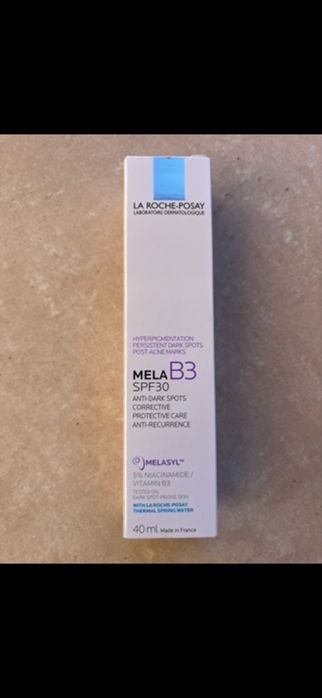 LA ROCHE-POSAY
LABORATOIRE DERMATOLOGIQUE
HYPERPIGMENTATION
PERSISTENT DARK SPOTS
POST-ACNE MARKS
MELA B3
SPF30
ANTI-DARK SPOTS
CORRECTIVE
PROTECTIVE CARE
ANTI-RECURRENCE
MELASYL™
5% NIACINAMIDE /
VITAMIN B3
TESTED ON
DARK SPOT-PRONE SKIN
WITH LA ROCHE-POSAY
THERMAL SPRING WATER
40 ml Made in France